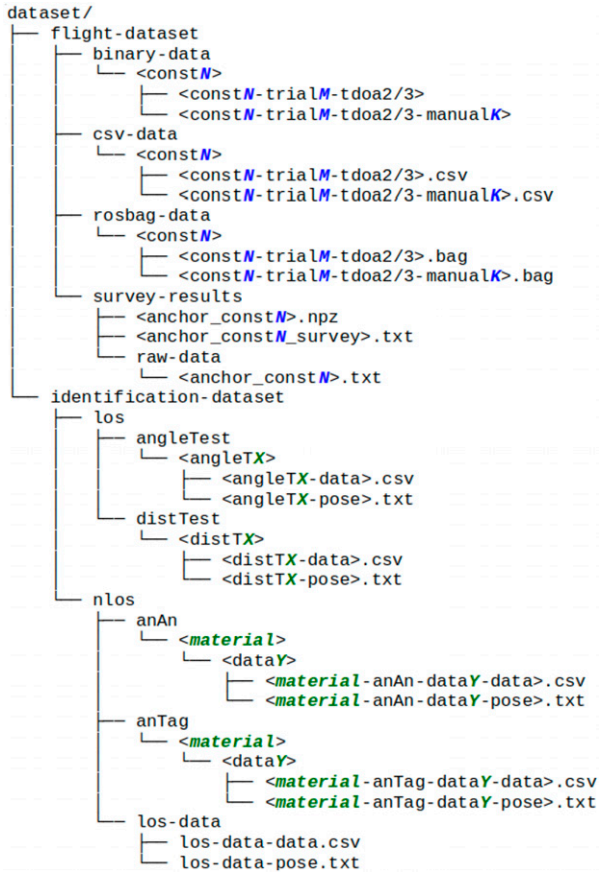 dataset/
├── flight-dataset
│   ├── binary-data
│   │   └── <constN>
│   │       ├── <constN-trialM-tdoa2/3>
│   │       └── <constN-trialM-tdoa2/3-manualK>
│   ├── csv-data
│   │   └── <constN>
│   │       ├── <constN-trialM-tdoa2/3>.csv
│   │       └── <constN-trialM-tdoa2/3-manualK>.csv
│   ├── rosbag-data
│   │   └── <constN>
│   │       ├── <constN-trialM-tdoa2/3>.bag
│   │       └── <constN-trialM-tdoa2/3-manualK>.bag
│   └── survey-results
│       ├── <anchor_constN>.npz
│       ├── <anchor_constN_survey>.txt
│       └── raw-data
│           └── <anchor_constN>.txt
└── identification-dataset
    ├── los
    │   ├── angleTest
    │   │   └── <angleTX>
    │   │       ├── <angleTX-data>.csv
    │   │       └── <angleTX-pose>.txt
    │   └── distTest
    │       └── <distTX>
    │           ├── <distTX-data>.csv
    │           └── <distTX-pose>.txt
    └── nlos
        ├── anAn
        │   └── <material>
        │       └── <dataY>
        │           ├── <material-anAn-dataY-data>.csv
        │           └── <material-anAn-dataY-pose>.txt
        ├── anTag
        │   └── <material>
        │       └── <dataY>
        │           ├── <material-anTag-dataY-data>.csv
        │           └── <material-anTag-dataY-pose>.txt
        └── los-data
            ├── los-data-data.csv
            └── los-data-pose.txt